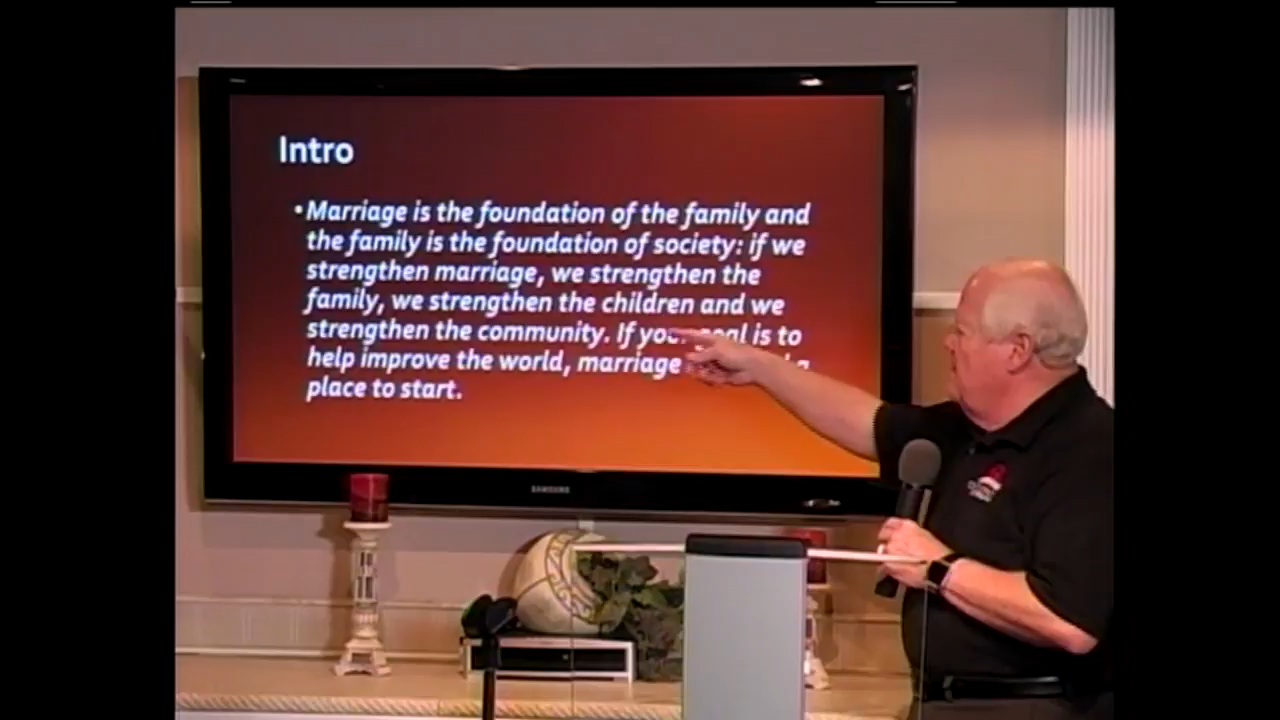 Intro
• Marriage is the foundation of the family and
the family is the foundation of society: if we
strengthen marriage, we strengthen the
family, we strengthen the children and we
strengthen the community. If is to
help improve the world, marriage a
place to start.
SAMSUNG